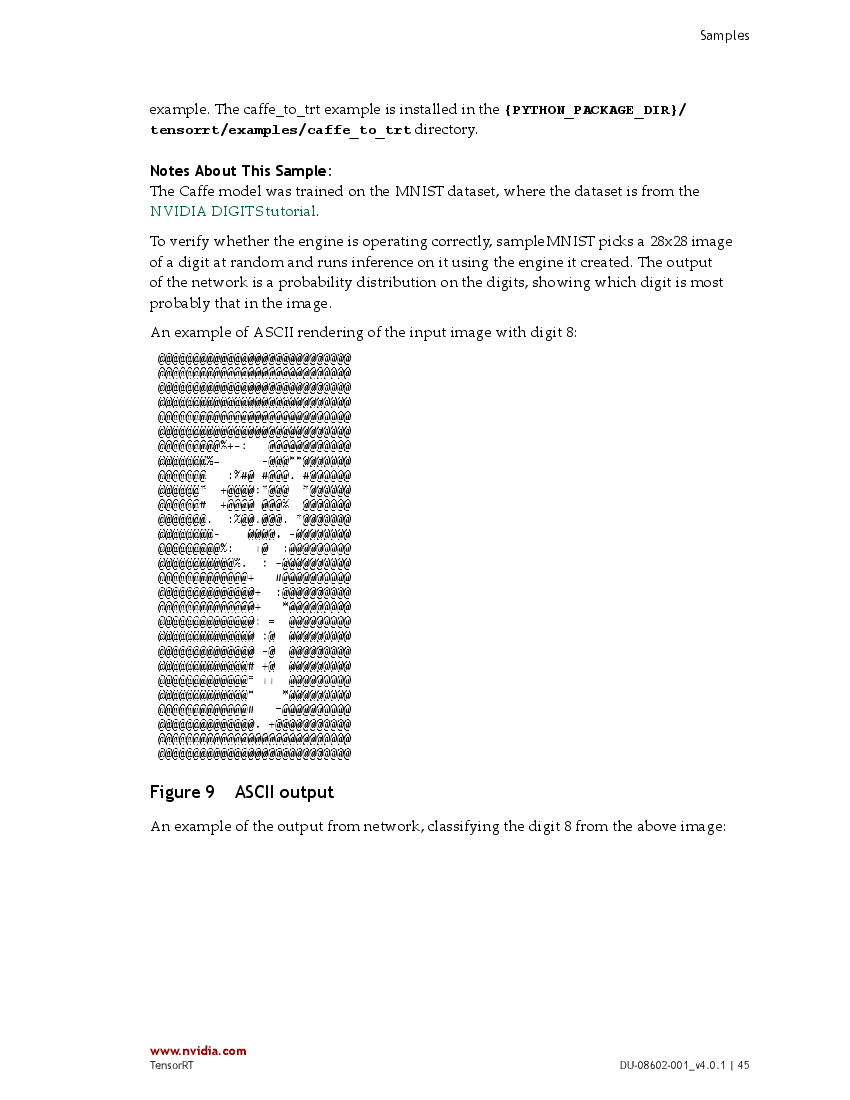 Samples
example. The caffe_to_trt example is installed in the {PYTHON_PACKAGE_DIR}/
tensorrt/examples/caffe_to_trt directory.
Notes About This Sample:
The Caffe model was trained on the MNIST dataset, where the dataset is from the
NVIDIA DIGITS tutorial.
To verify whether the engine is operating correctly, sampleMNIST picks a 28x28 image
of a digit at random and runs inference on it using the engine it created. The output
of the network is a probability distribution on the digits, showing which digit is most
probably that in the image.
An example of ASCII rendering of the input image with digit 8:
@@@@@@@@@@@@@@@@@@@@@@@@@@@@
@@@@@@@@@@@@@@@@@@@@@@@@@@@@
@@@@@@@@@@@@@@@@@@@@@@@@@@@@
@@@@@@@@@@@@@@@@@@@@@@@@@@@@
@@@@@@@@@@@@@@@@@@@@@@@@@@@@
@@@@@@@@@@@@@@@@@@@@@@@@@@@@
@@@@@@@@@%+-:   @@@@@@@@@@@@
@@@@@@@%=      -@@@**@@@@@@@
@@@@@@@   :%#@ #@@@. #@@@@@@
@@@@@@*  +@@@@:*@@@  *@@@@@@
@@@@@@#  +@@@@ @@@%  @@@@@@@
@@@@@@@.  :%@@.@@@. *@@@@@@@
@@@@@@@@-    @@@@. -@@@@@@@@
@@@@@@@@@%:   +@  :@@@@@@@@@
@@@@@@@@@@@%.  : -@@@@@@@@@@
@@@@@@@@@@@@@+   #@@@@@@@@@@
@@@@@@@@@@@@@@+  :@@@@@@@@@@
@@@@@@@@@@@@@@+   *@@@@@@@@@
@@@@@@@@@@@@@@: =  @@@@@@@@@
@@@@@@@@@@@@@@ :@  @@@@@@@@@
@@@@@@@@@@@@@@ -@  @@@@@@@@@
@@@@@@@@@@@@@# +@  @@@@@@@@@
@@@@@@@@@@@@@* ++  @@@@@@@@@
@@@@@@@@@@@@@*    *@@@@@@@@@
@@@@@@@@@@@@@#   =@@@@@@@@@@
@@@@@@@@@@@@@@. +@@@@@@@@@@@
@@@@@@@@@@@@@@@@@@@@@@@@@@@@
@@@@@@@@@@@@@@@@@@@@@@@@@@@@
Figure 9 ASCII output
An example of the output from network, classifying the digit 8 from the above image:
www.nvidia.com
TensorRT DU-08602-001_v4.0.1 | 45